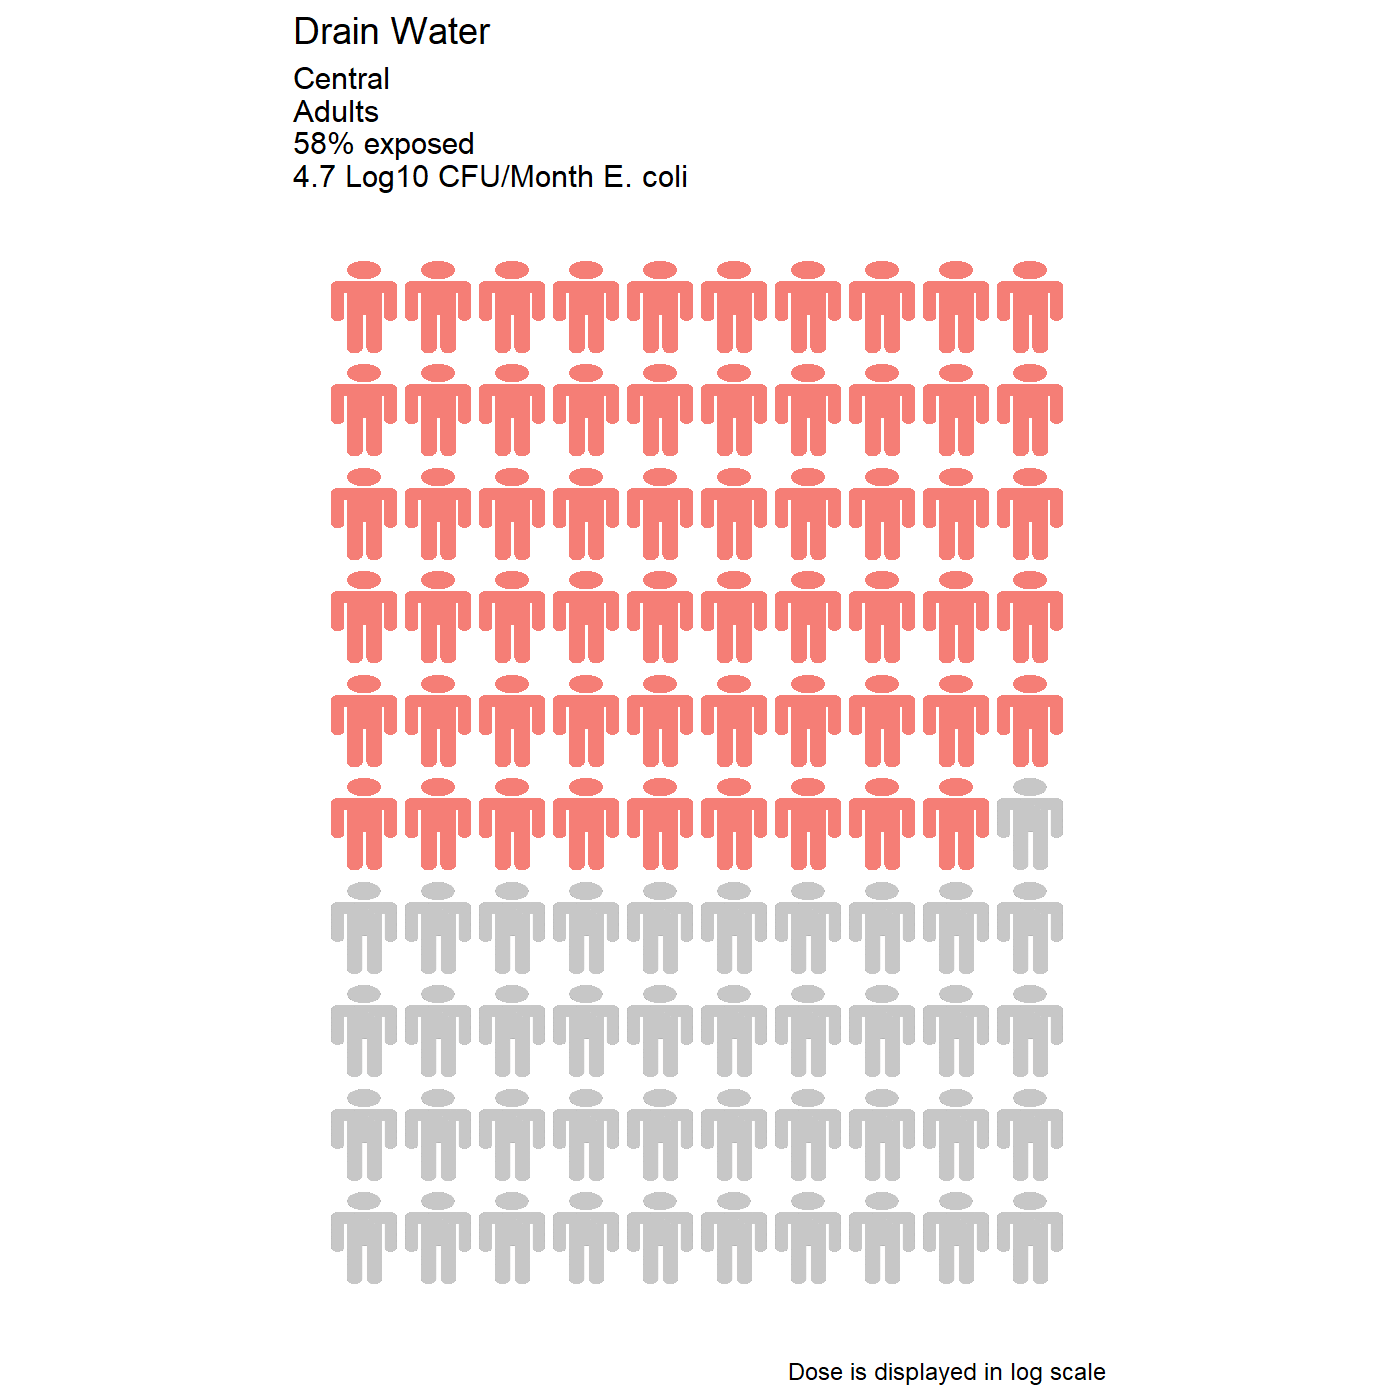 Drain Water
Central
Adults
58% exposed
4.7 Log10 CFU/Month E. coli
Dose is displayed in log scale